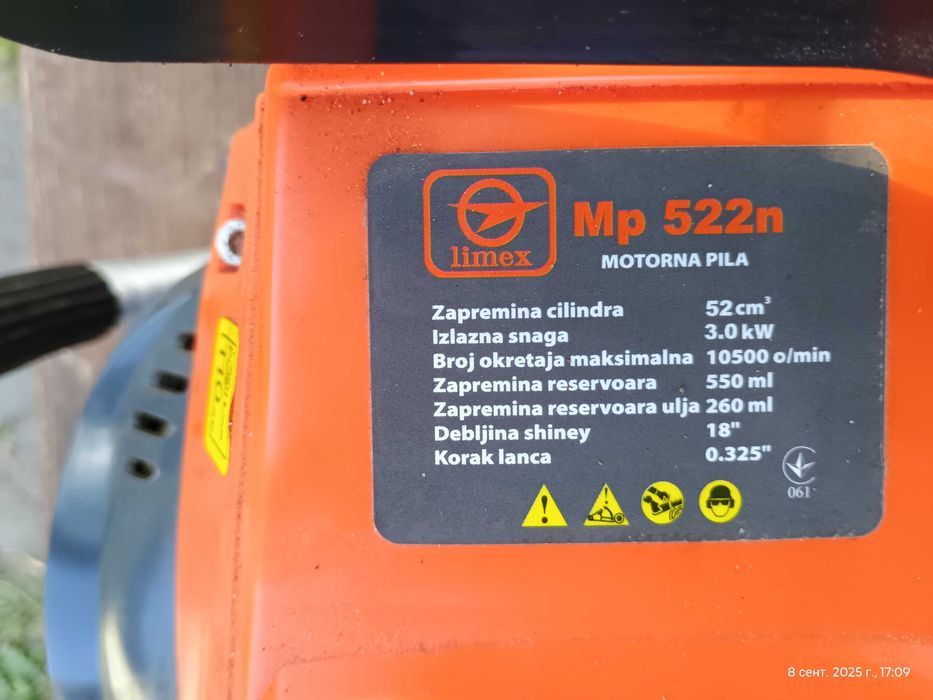 limex
Mp 522n
MOTORNA PILA
Zapremina cilindra 52 cm³
Izlazna snaga 3.0 kW
Broj okretaja maksimalna 10500 o/min
Zapremina reservoara 550 ml
Zapremina reservoara ulja 260 ml
Debljina shiney 18"
Korak lanca 0.325"
061
8 сент. 2025 г., 17:09